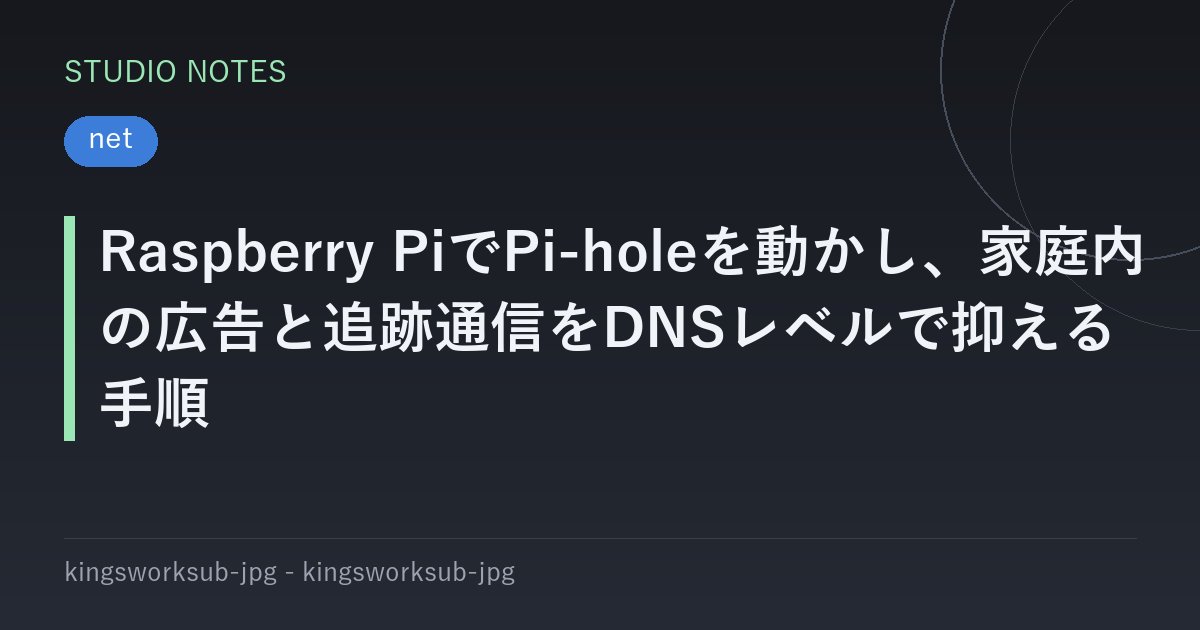 STUDIO NOTES
net
Raspberry PiでPi-holeを動かし、家庭内
の広告と追跡通信をDNSレベルで抑える
手順
kingsworksub-jpg - kingsworksub-jpg